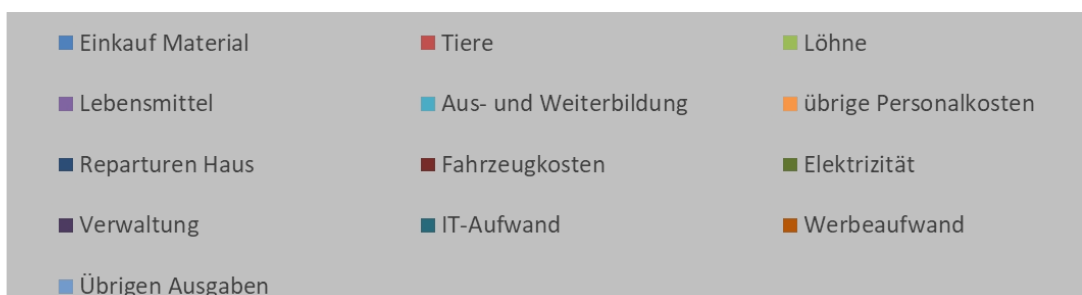 Einkauf Material Tiere Löhne
Lebensmittel Aus- und Weiterbildung übrige Personalkosten
Reparturen Haus Fahrzeugkosten Elektrizität
Verwaltung IT-Aufwand Werbeaufwand
Übrigen Ausgaben